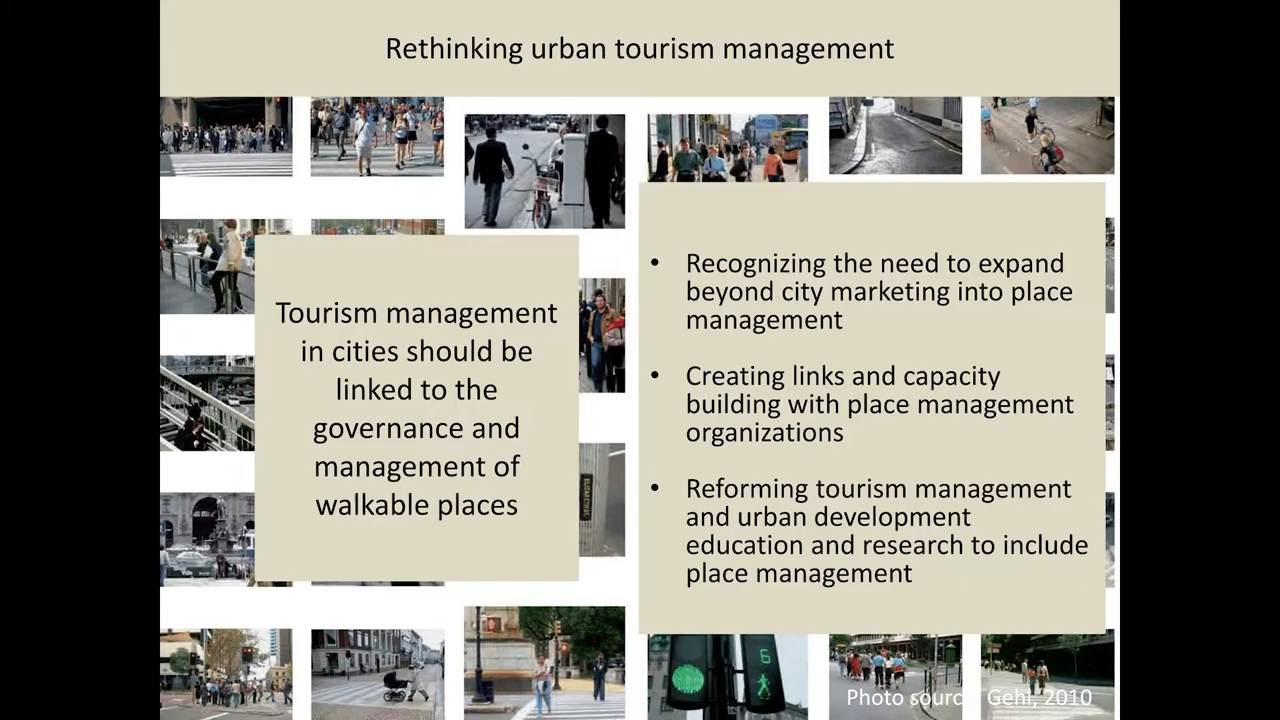 Rethinking urban tourism management
Tourism management
in cities should be
linked to the
governance and
management of
walkable places
• Recognizing the need to expand
beyond city marketing into place
management
• Creating links and capacity
building with place management
organizations
• Reforming tourism management
and urban development
education and research to include
place management
6
Gehl, 2010
Photo